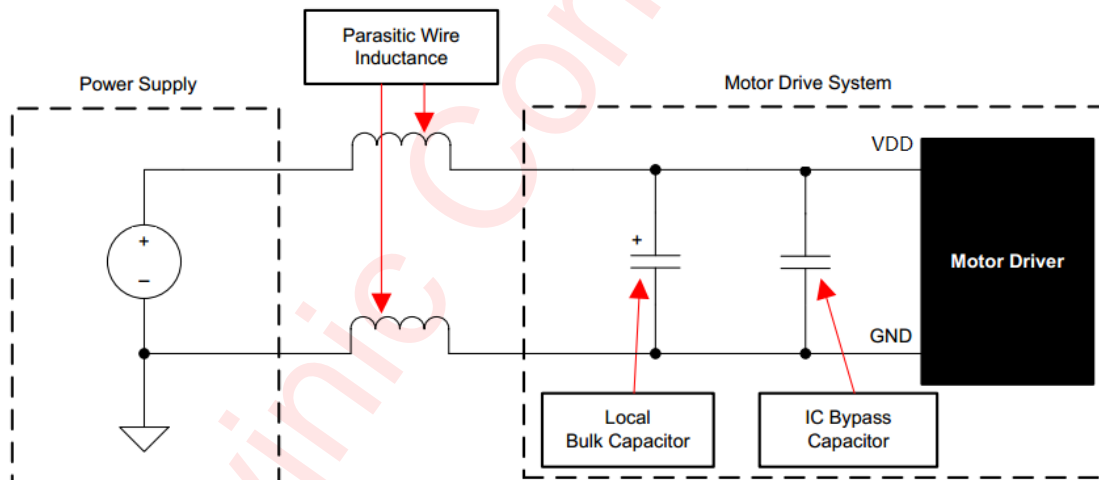 Parasitic Wire
Inductance
Power Supply
Motor Drive System
VDD
+
+
–
Motor Driver
GND
Local
Bulk Capacitor
IC Bypass
Capacitor